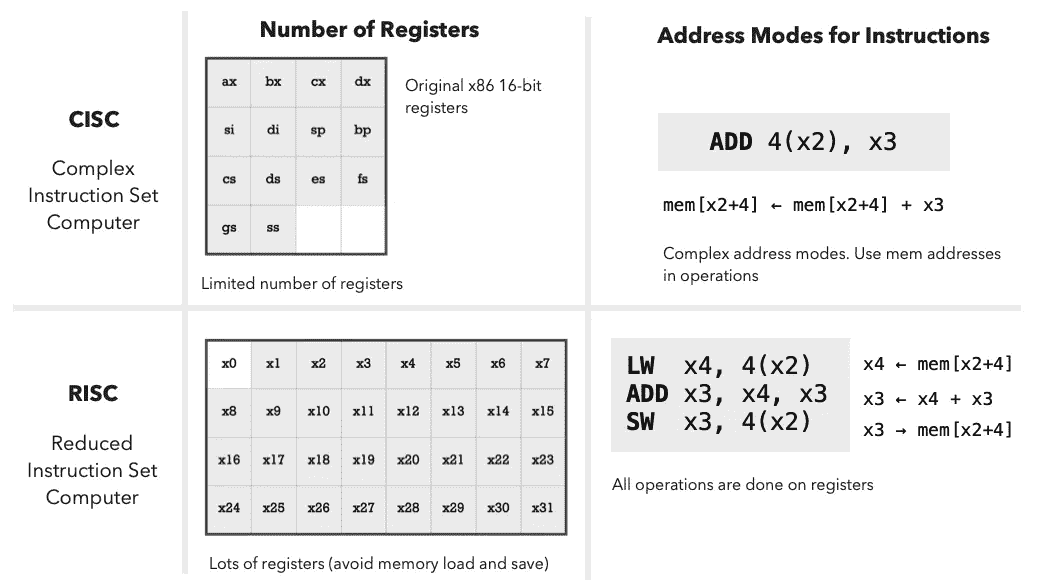 Number of Registers
Address Modes for Instructions
CISC
Complex
Instruction Set
Computer
ax bx cx dx
si di sp bp
cs ds es fs
gs ss
Original x86 16-bit
registers
Limited number of registers
ADD 4(x2), x3
mem[x2+4] ← mem[x2+4] + x3
Complex address modes. Use mem addresses
in operations
RISC
Reduced
Instruction Set
Computer
x0 x1 x2 x3 x4 x5 x6 x7
x8 x9 x10 x11 x12 x13 x14 x15
x16 x17 x18 x19 x20 x21 x22 x23
x24 x25 x26 x27 x28 x29 x30 x31
Lots of registers (avoid memory load and save)
LW x4, 4(x2)
ADD x3, x4, x3
SW x3, 4(x2)
x4 ← mem[x2+4]
x3 ← x4 + x3
x3 → mem[x2+4]
All operations are done on registers